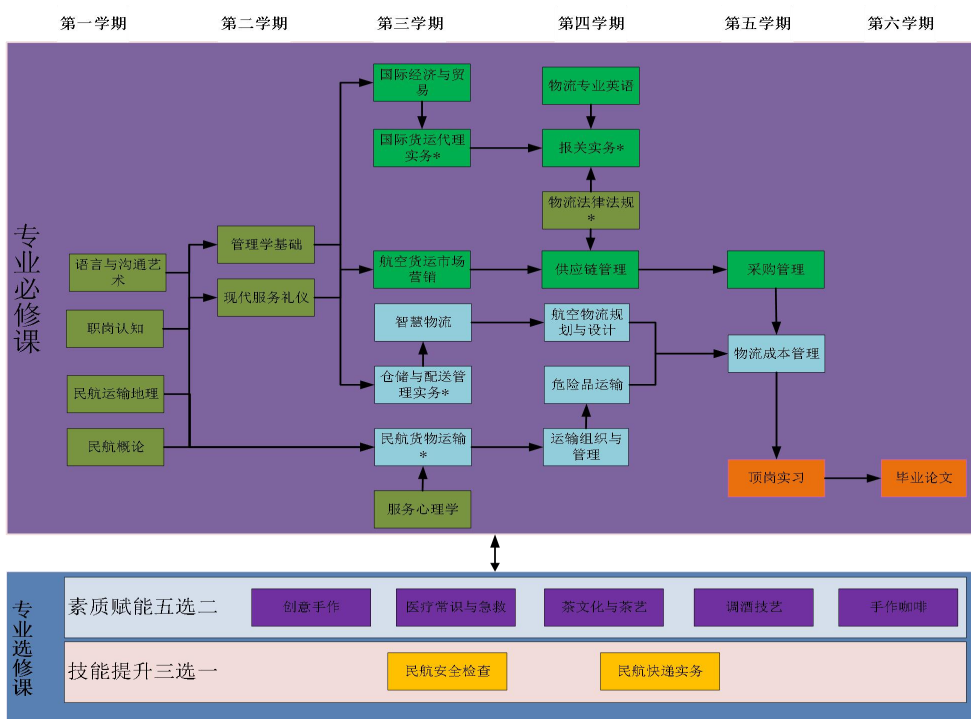 第一学期
第二学期
第三学期
第四学期
第五学期
第六学期
专业必修课
国际经济与贸
易
物流专业英语
国际货运代理
实务*
报关实务*
物流法律法规
*
管理学基础
语言与沟通艺
术
航空货运市场
营销
供应链管理
采购管理
现代服务礼仪
职岗认知
智慧物流
航空物流规
划与设计
物流成本管理
民航运输地理
仓储与配送管
理实务*
危险品运输
民航概论
民航货物运输
*
运输组织与
管理
顶岗实习
毕业论文
服务心理学
专业选修课
素质赋能五选二
创意手作
医疗常识与急救
茶文化与茶艺
调酒技艺
手作咖啡
技能提升三选一
民航安全检查
民航快递实务